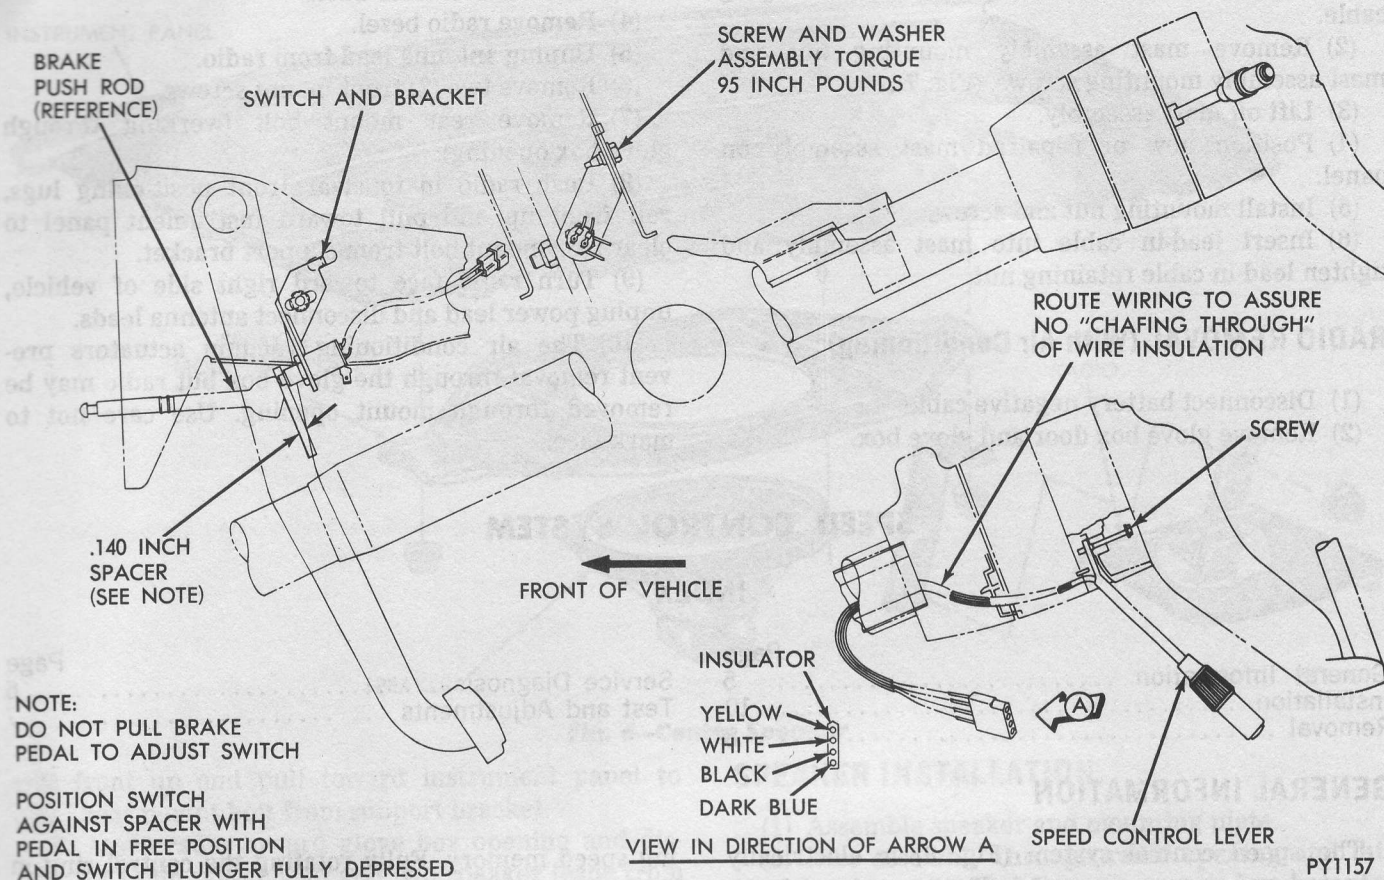 BRAKE
PUSH ROD
(REFERENCE)
SWITCH AND BRACKET
SCREW AND WASHER
ASSEMBLY TORQUE
95 INCH POUNDS
ROUTE WIRING TO ASSURE
NO "CHAFING THROUGH"
OF WIRE INSULATION
SCREW
.140 INCH
SPACER
(SEE NOTE)
FRONT OF VEHICLE
INSULATOR
YELLOW
WHITE
BLACK
DARK BLUE
A
NOTE:
DO NOT PULL BRAKE
PEDAL TO ADJUST SWITCH
POSITION SWITCH
AGAINST SPACER WITH
PEDAL IN FREE POSITION
AND SWITCH PLUNGER FULLY DEPRESSED
VIEW IN DIRECTION OF ARROW A
SPEED CONTROL LEVER
PY1157